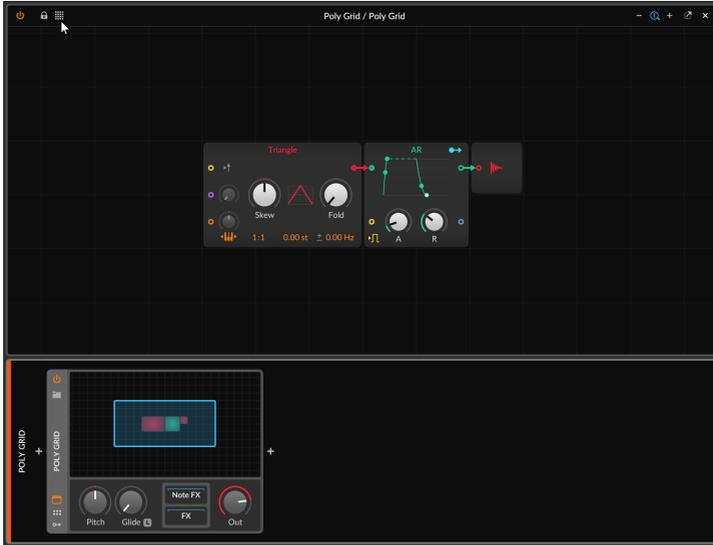 Poly Grid / Poly Grid
Triangle
AR
Skew
Fold
1:1
0.00 st
± 0.00 Hz
A
R
POLY GRID
POLY GRID
Note FX
FX
Pitch
Glide L
Out